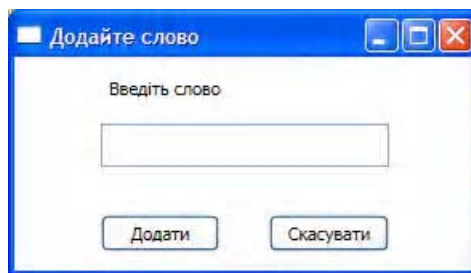 Додайте слово
Введіть слово
Додати
Скасувати